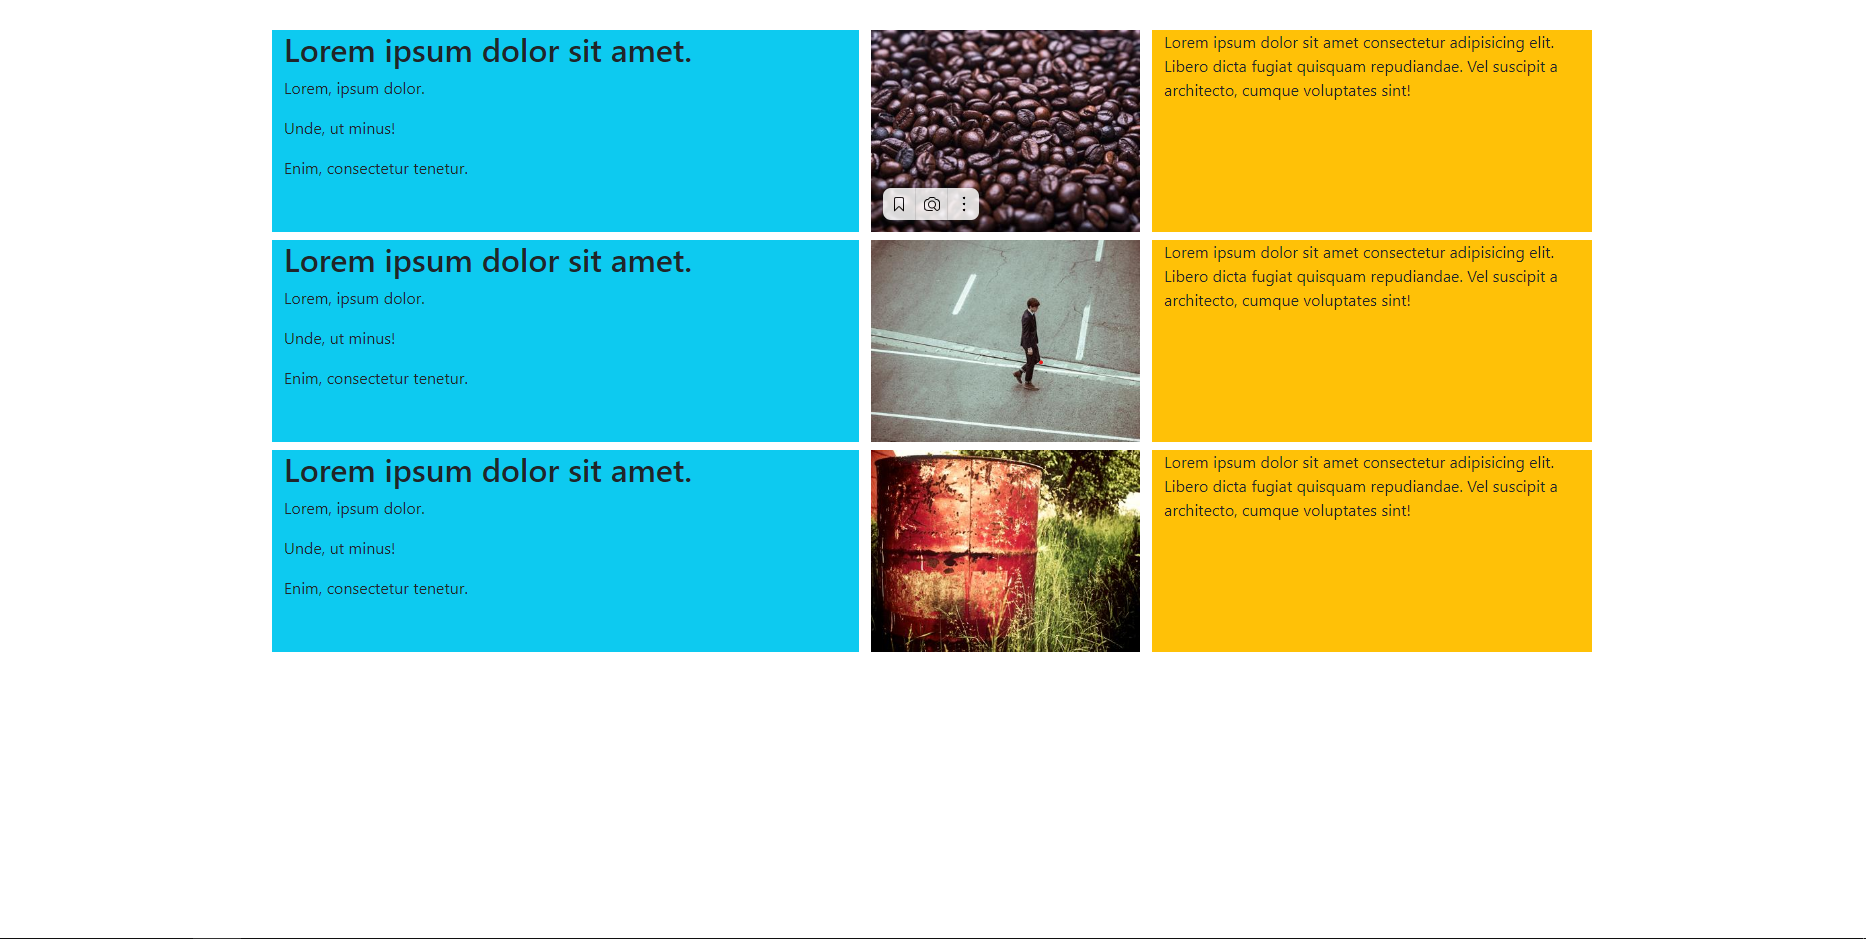 Lorem ipsum dolor sit amet.
Lorem, ipsum dolor.
Unde, ut minus!
Enim, consectetur tenetur.
Lorem ipsum dolor sit amet consectetur adipisicing elit.
Libero dicta fugiat quisquam repudiandae. Vel suscipit a
architecto, cumque voluptates sint!
Lorem ipsum dolor sit amet.
Lorem, ipsum dolor.
Unde, ut minus!
Enim, consectetur tenetur.
Lorem ipsum dolor sit amet consectetur adipisicing elit.
Libero dicta fugiat quisquam repudiandae. Vel suscipit a
architecto, cumque voluptates sint!
Lorem ipsum dolor sit amet.
Lorem, ipsum dolor.
Unde, ut minus!
Enim, consectetur tenetur.
Lorem ipsum dolor sit amet consectetur adipisicing elit.
Libero dicta fugiat quisquam repudiandae. Vel suscipit a
architecto, cumque voluptates sint!